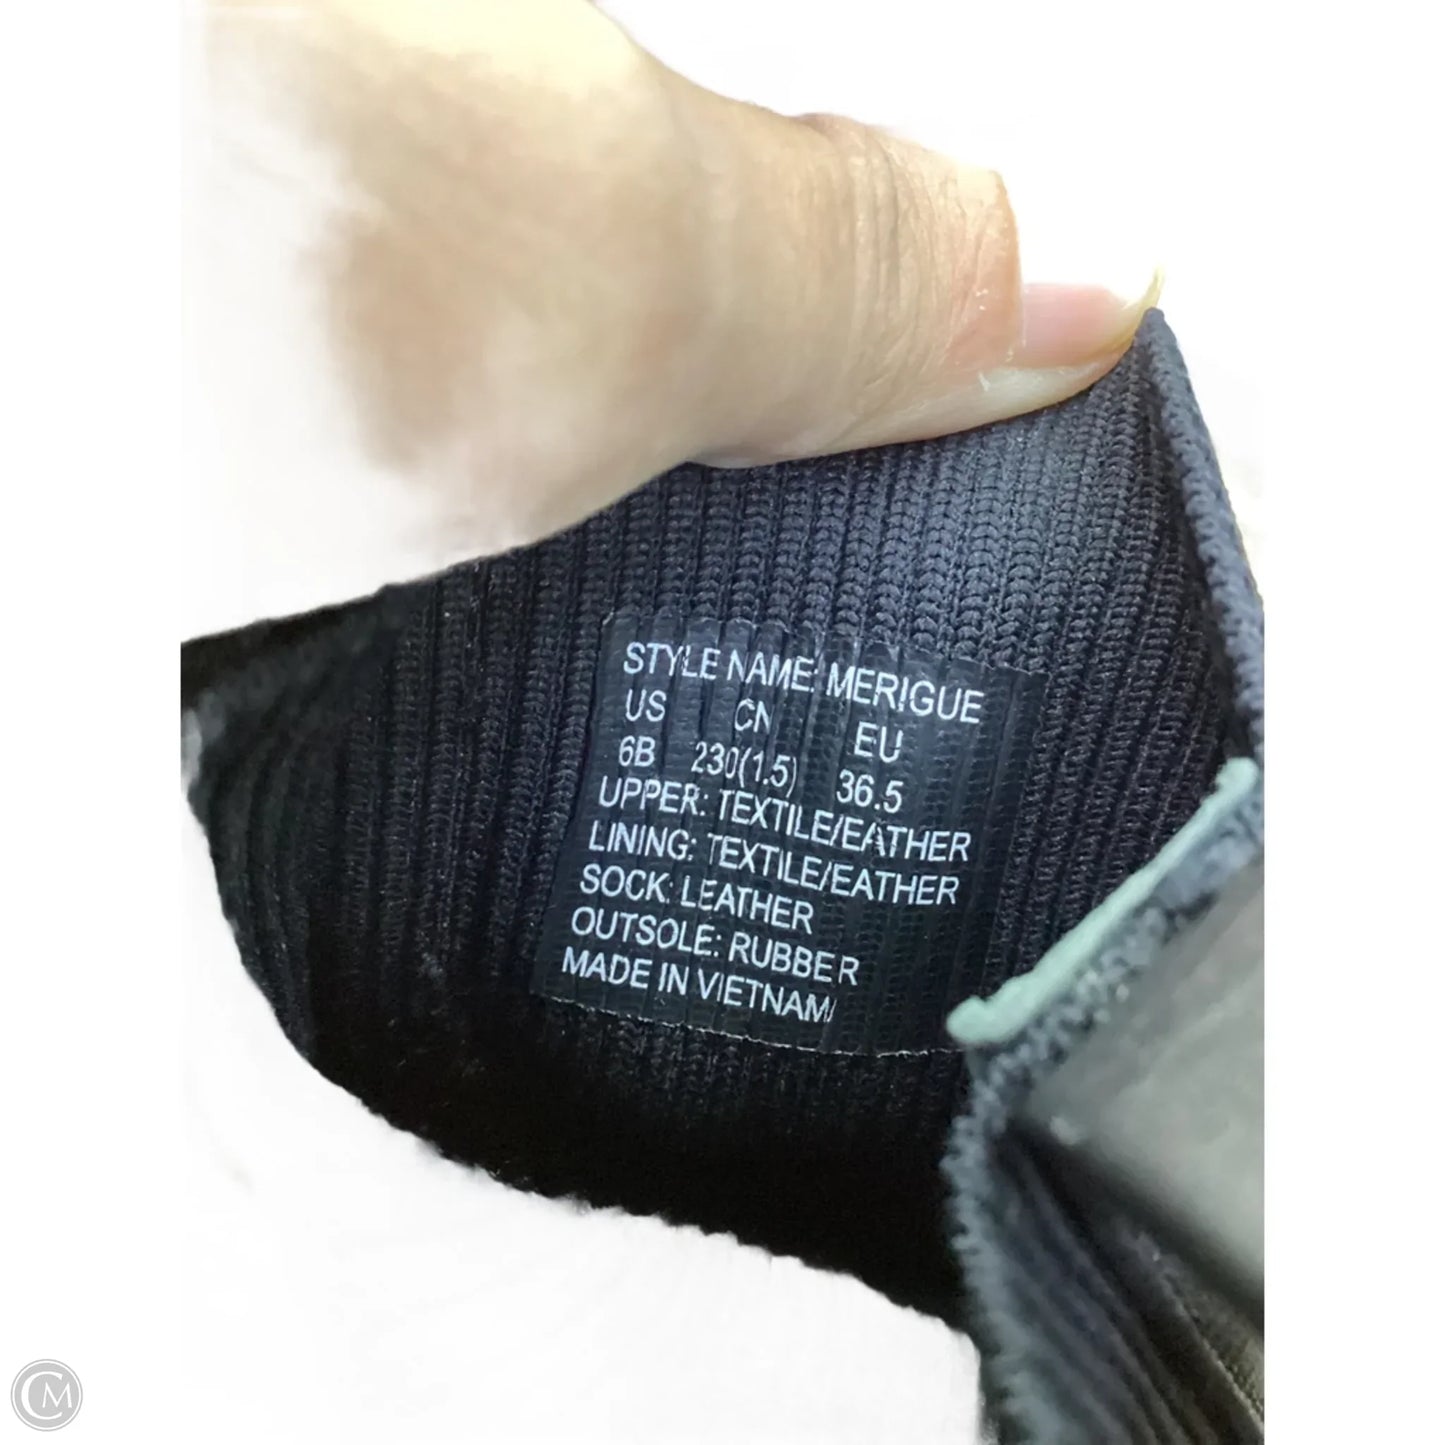 STYLE NAME: MERIGUE
US CN EU
6B 230(1.5) 36.5
UPPER: TEXTILE/EATHER
LINING: TEXTILE/EATHER
SOCK: LEATHER
OUTSOLE: RUBBER
MADE IN VIETNAM/
CM